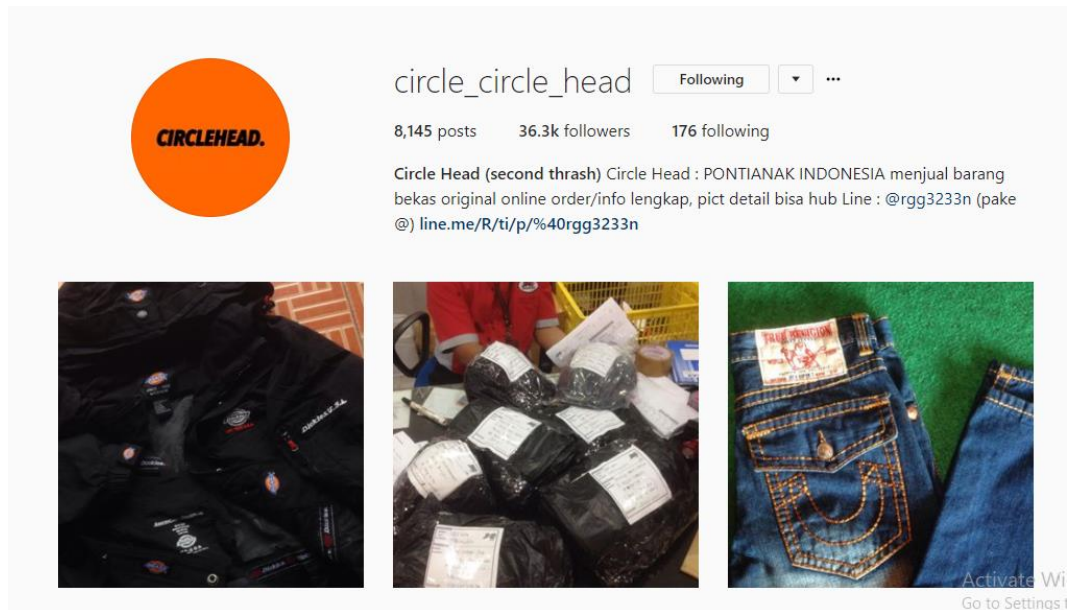 CIRCLEHEAD.
circle_circle_head Following
8,145 posts 36.3k followers 176 following
Circle Head (second thrash) Circle Head : PONTIANAK INDONESIA menjual barang
bekas original online order/info lengkap, pict detail bisa hub Line : @rgg3233n (pake
@) line.me/R/ti/p/%40rgg3233n
TRUE RELIGION
Activate Wi
Go to Settings t